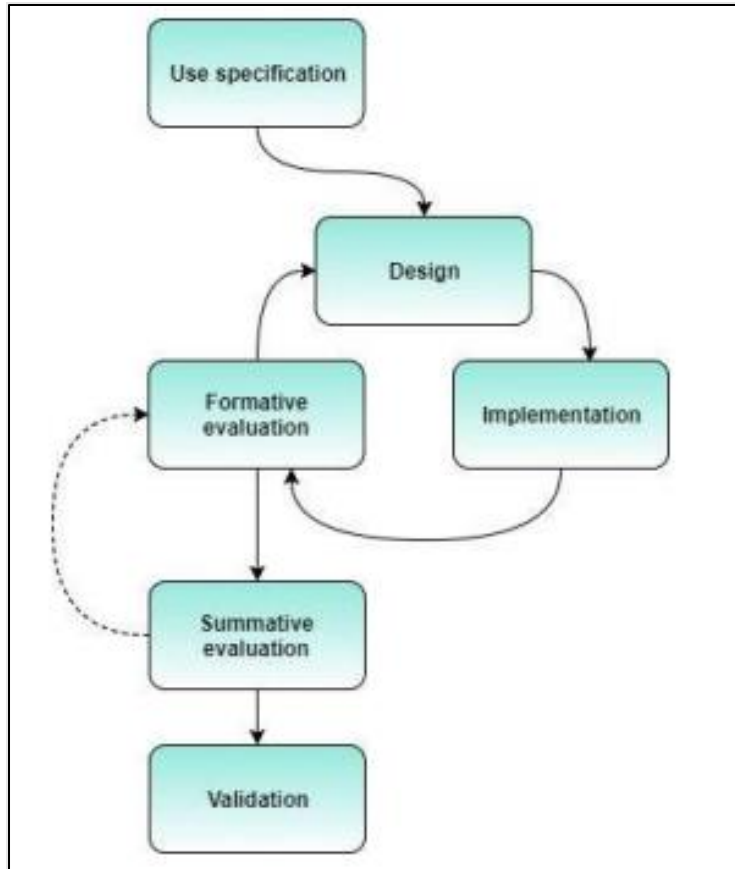 Use specification
Design
Formative
evaluation
Implementation
Summative
evaluation
Validation